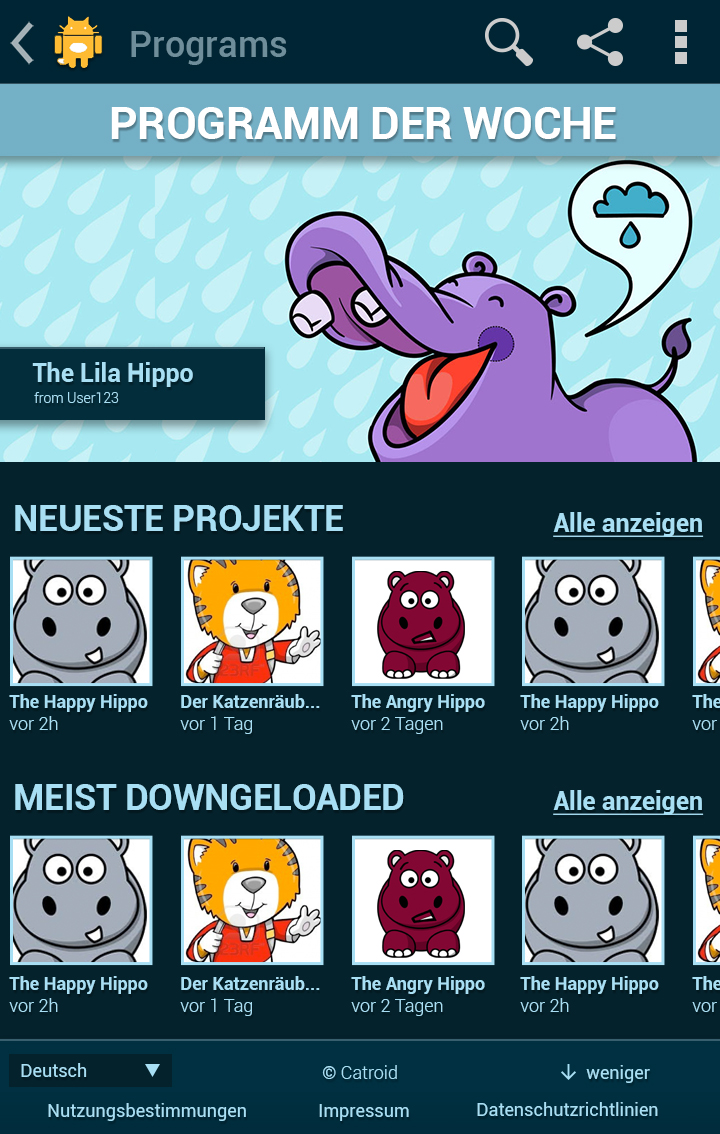 Programs
PROGRAMM DER WOCHE
The Lila Hippo
from User123
NEUESTE PROJEKTE
Alle anzeigen
The Happy Hippo
Der Katzenräub...
The Angry Hippo
The Happy Hippo
The
vor 2h
vor 1 Tag
vor 2 Tagen
vor 2h
vor
MEIST DOWNGELOADED
Alle anzeigen
The Happy Hippo
Der Katzenräub...
The Angry Hippo
The Happy Hippo
The
vor 2h
vor 1 Tag
vor 2 Tagen
vor 2h
vor
Deutsch
© Catroid
weniger
Nutzungsbestimmungen
Impressum
Datenschutzrichtlinien